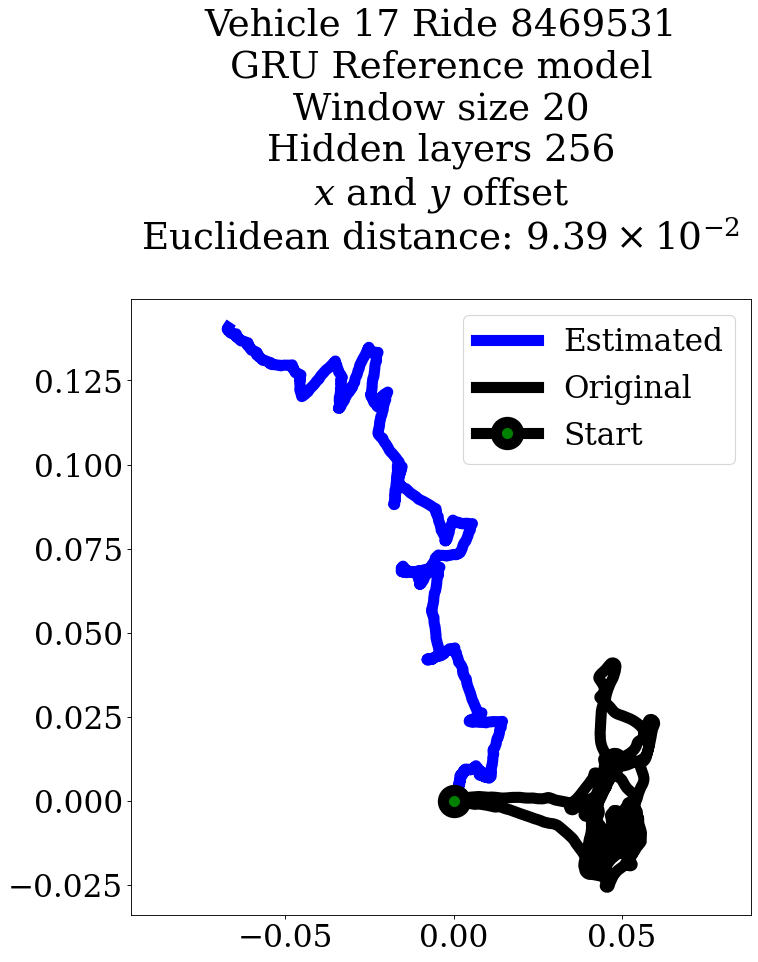 Vehicle 17 Ride 8469531
GRU Reference model
Window size 20
Hidden layers 256
x and y offset
Euclidean distance: 9.39 × 10⁻²
Estimated
Original
Start
0.125
0.100
0.075
0.050
0.025
0.000
−0.025
−0.05
0.00
0.05